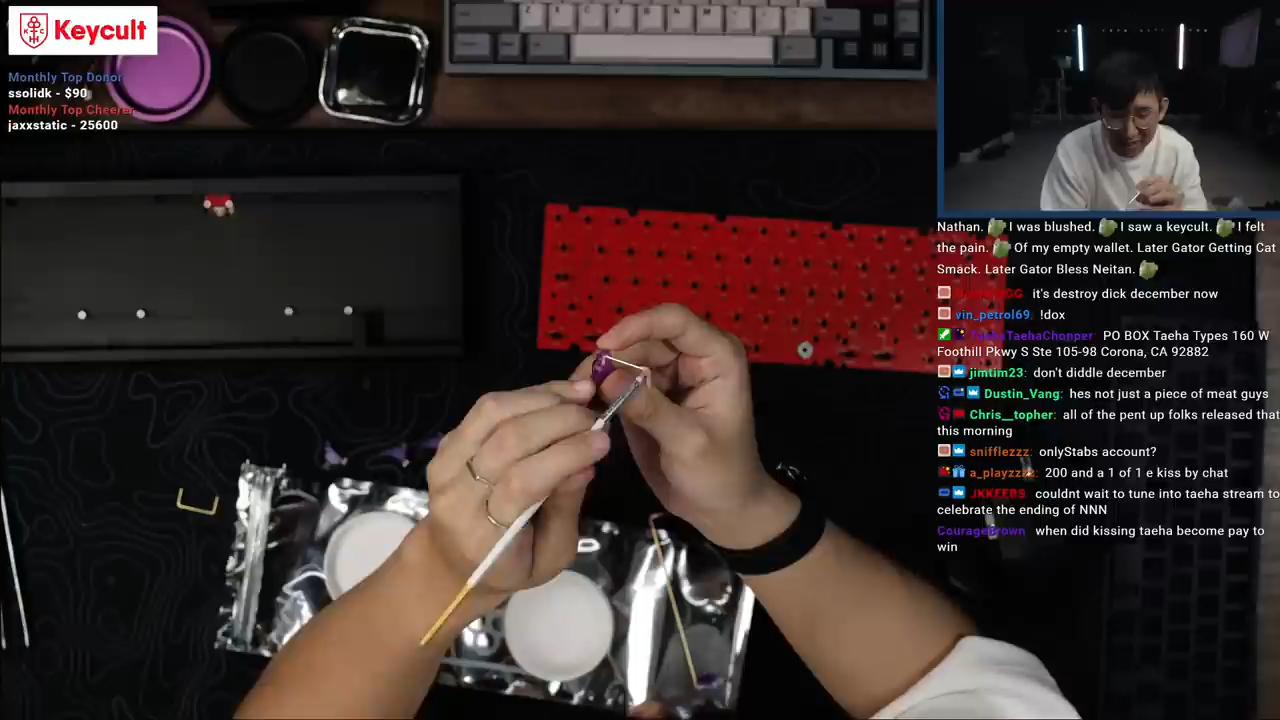 Keycult
Monthly Top Donor
ssolidk - $90
Monthly Top Cheerer
jaxxstatic - 25600
Nathan. I was blushed. I saw a keycult. I felt
the pain. Of my empty wallet. Later Gator Getting Cat
Smack. Later Gator Bless Neitan.
it's destroy dick december now
vin_petrol69: !dox
TaehaTaehaChonper PO BOX Taeha Types 160 W
Foothill Pkwy S Ste 105-98 Corona, CA 92882
jimtim23: don't diddle december
Dustin_Vang: hes not just a piece of meat guys
Chris__topher: all of the pent up folks released that
this morning
snifflezzz: onlyStabs account?
200 and a 1 of 1 e kiss by chat
JKKEEBS couldnt wait to tune into taeha stream to
celebrate the ending of NNN
CourageBrown when did kissing taeha become pay to
win